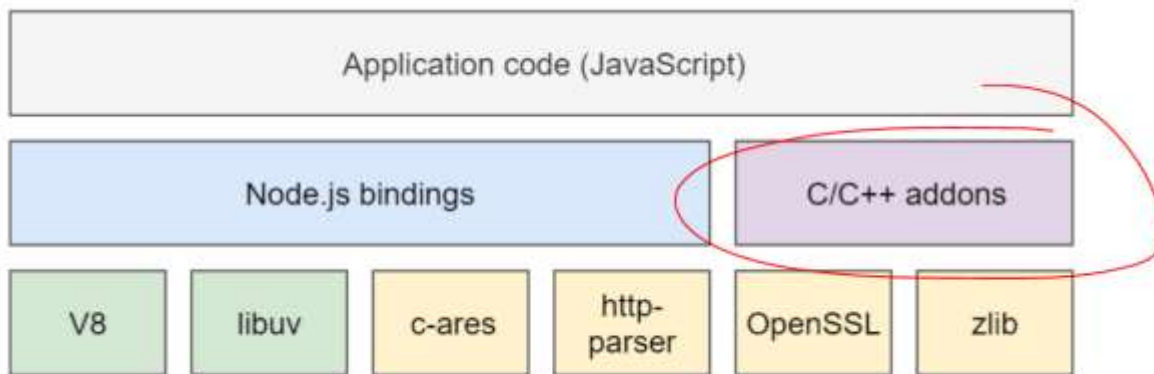 Application code (JavaScript)
Node.js bindings
C/C++ addons
V8
libuv
c-ares
http-
parser
OpenSSL
zlib